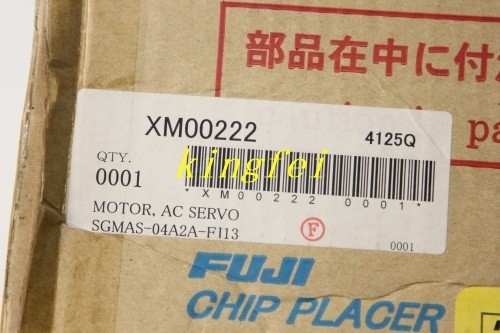 部品在中に付
pa
XM00222 4125Q
QTY.
0001
kingfei
* XM00222 0001 *
MOTOR, AC SERVO
SGMAS-04A2A-FI13
F
0001
FUJI
CHIP PLACER